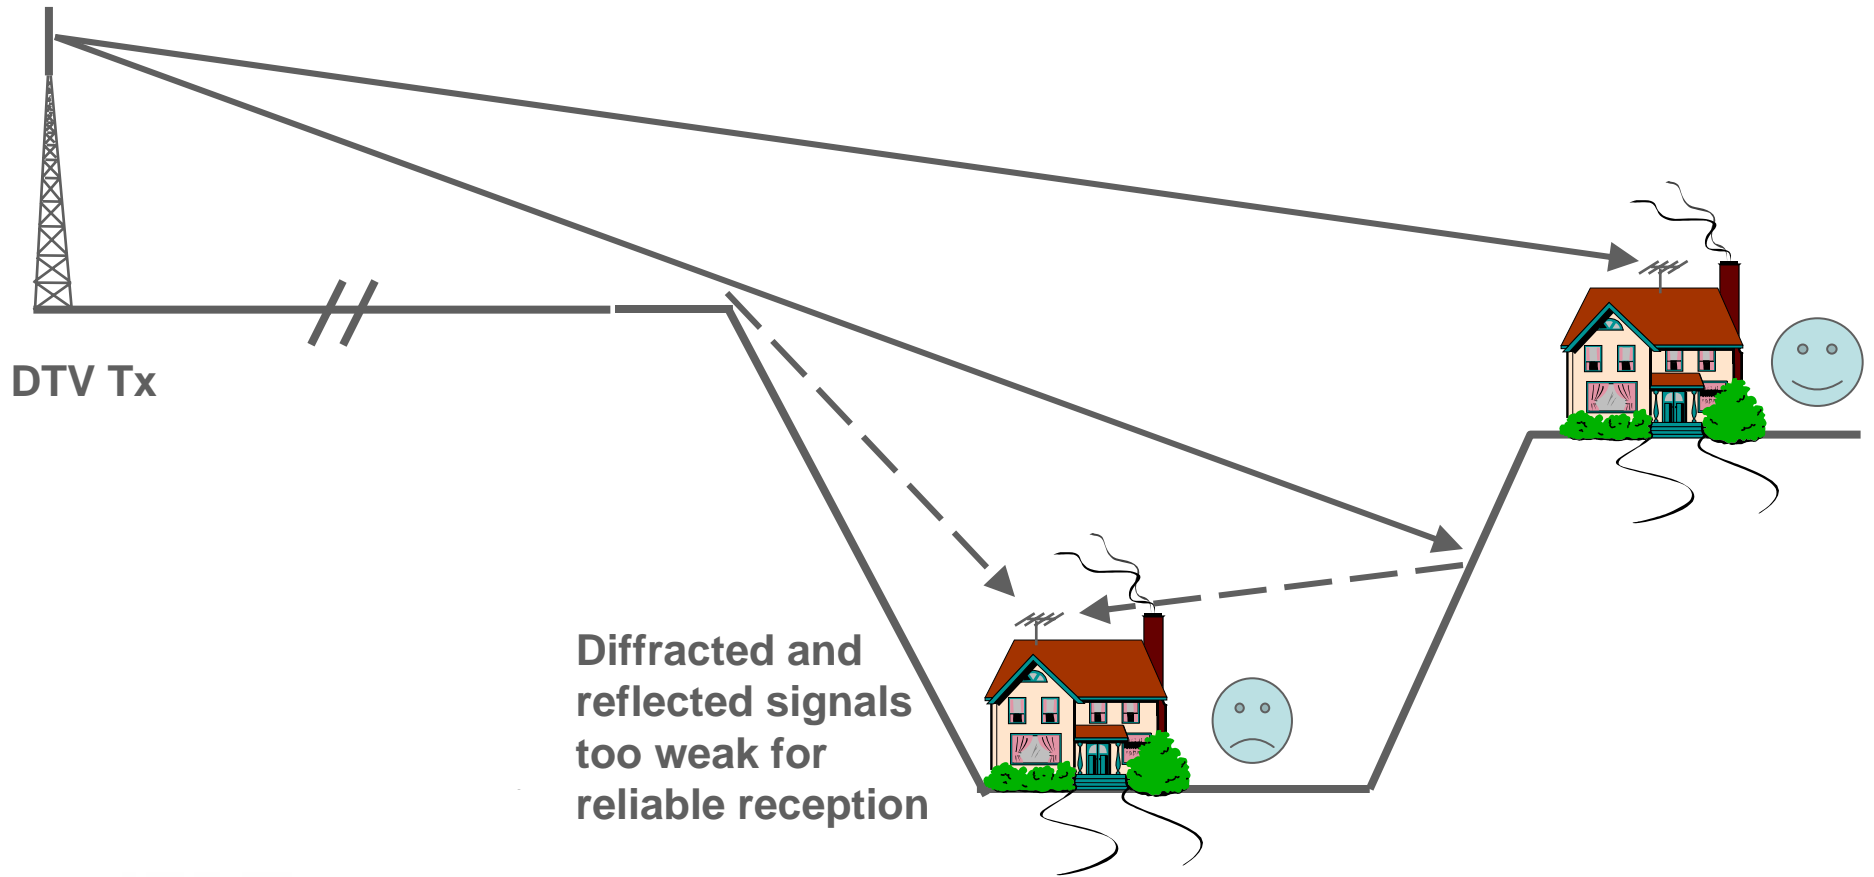 DTV Tx
Diffracted and
reflected signals
too weak for
reliable reception